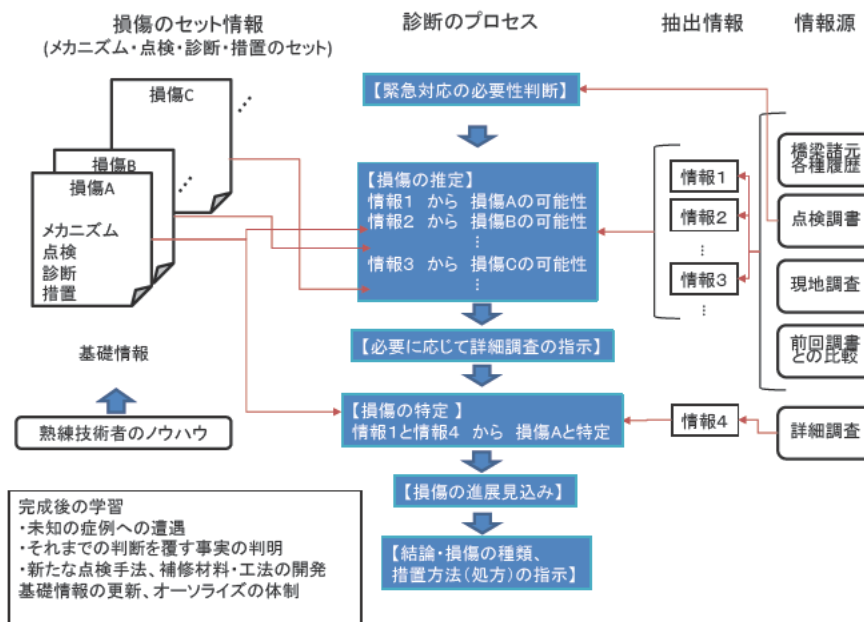 損傷のセット情報
(メカニズム・点検・診断・措置のセット)
診断のプロセス
抽出情報
情報源
損傷C
…
損傷B
…
損傷A
メカニズム
点検
診断
措置
基礎情報
熟練技術者のノウハウ
完成後の学習
・未知の症例への遭遇
・それまでの判断を覆す事実の判明
・新たな点検手法、補修材料・工法の開発
基礎情報の更新、オーソライズの体制
【緊急対応の必要性判断】
【損傷の推定】
情報1 から 損傷Aの可能性
情報2 から 損傷Bの可能性
…
情報3 から 損傷Cの可能性
…
【必要に応じて詳細調査の指示】
【損傷の特定 】
情報1と情報4 から 損傷Aと特定
【損傷の進展見込み】
【結論・損傷の種類、
措置方法(処方)の指示】
情報1
情報2
…
情報3
…
情報4
橋梁諸元
各種履歴
点検調書
現地調査
前回調書
との比較
詳細調査